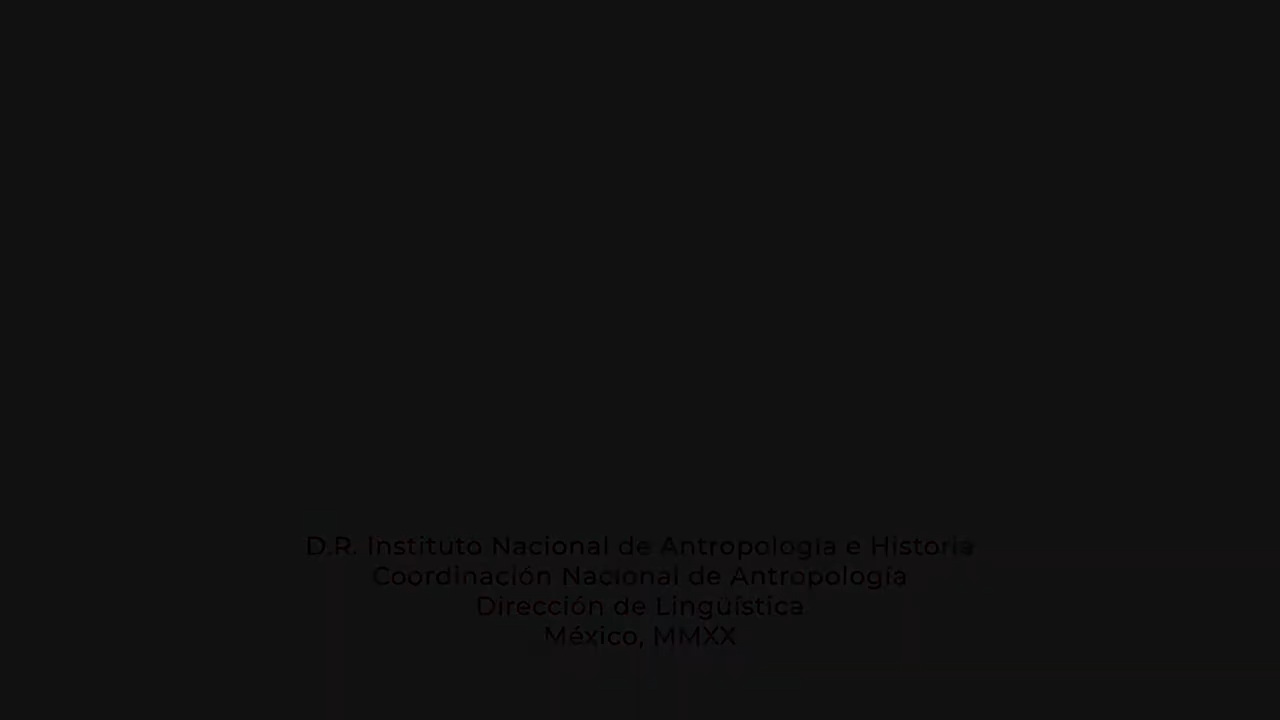 D.R. Instituto Nacional de Antropología e Historia
Coordinación Nacional de Antropología
Dirección de Lingüística
México, MMXX